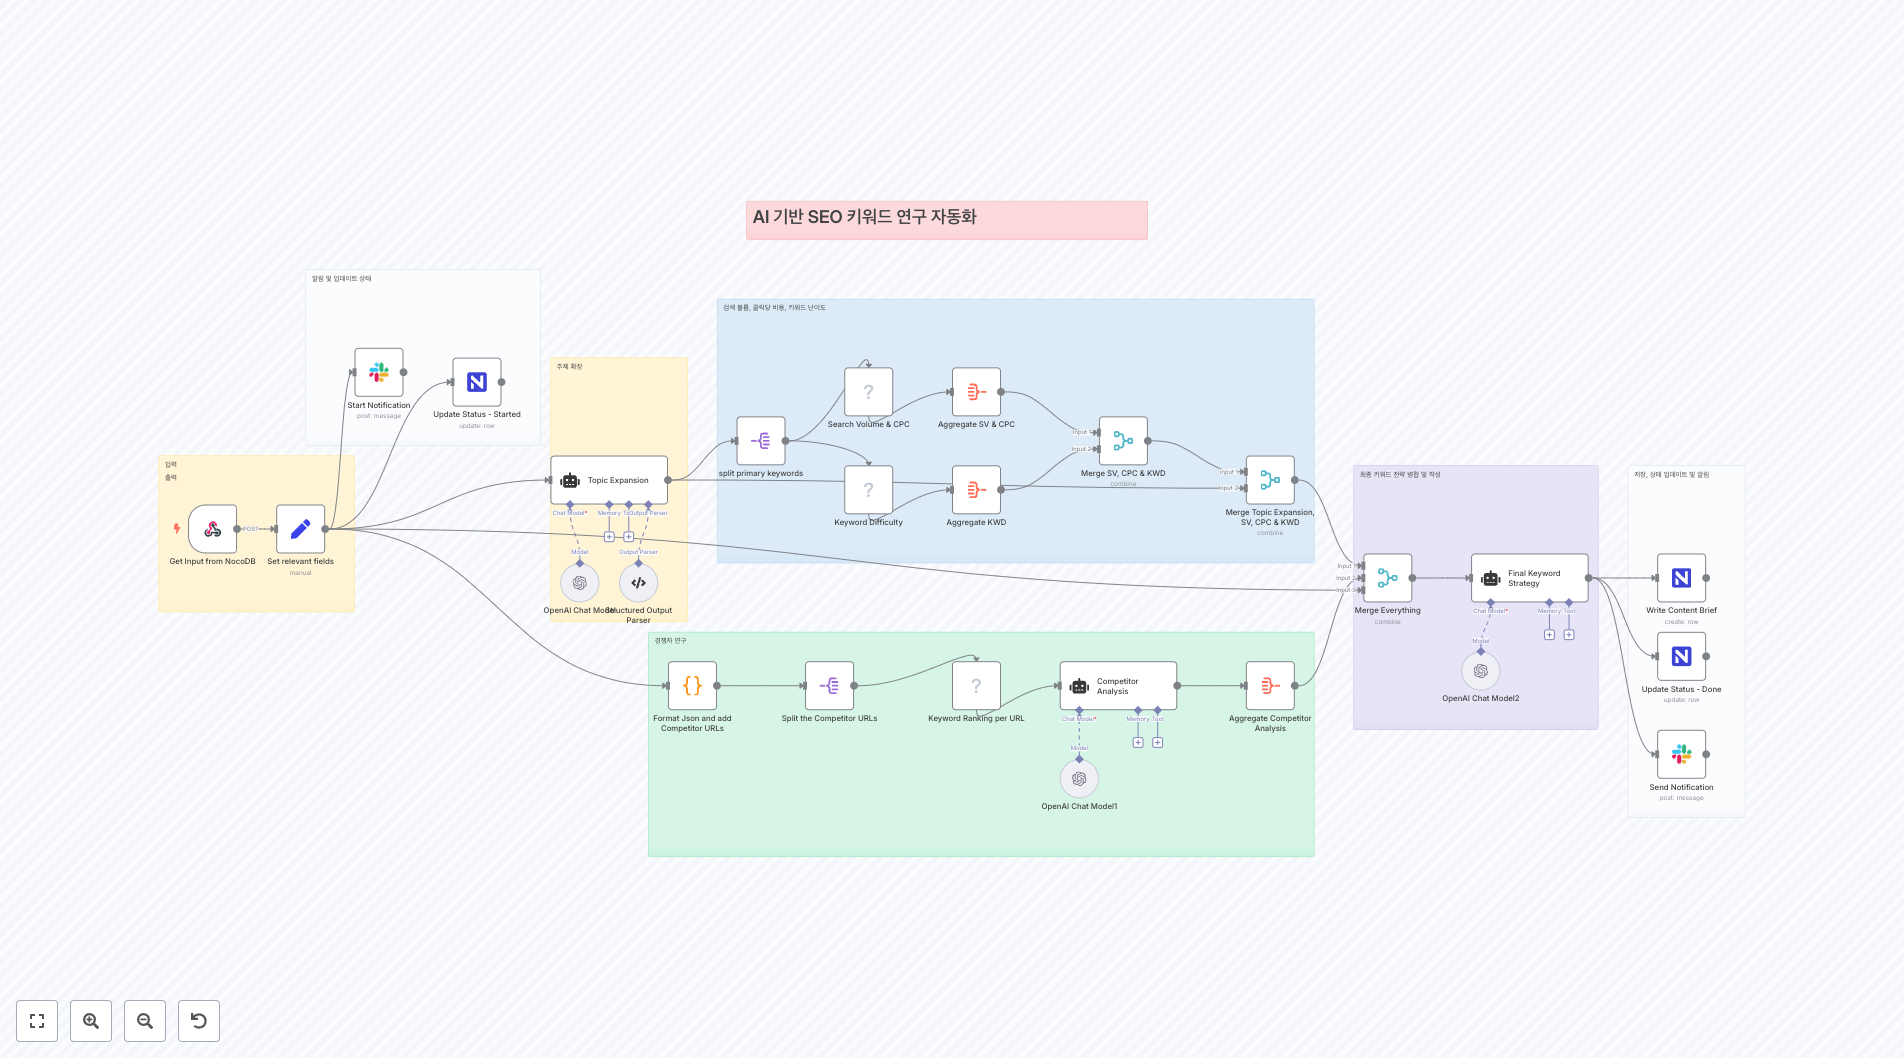 AI 기반 SEO 키워드 연구 자동화
알림 및 업데이트 상태
Start Notification
post: message
Update Status - Started
update: row
입력
출력
POST
Get Input from NocoDB
Set relevant fields
manual
주제 확장
Topic Expansion
Chat Model*
Memory
Output Parser
Model
Output Parser
OpenAI Chat Model
Structured Output
Parser
검색 볼륨, 클릭당 비용, 키워드 난이도
split primary keywords
?
Search Volume & CPC
Aggregate SV & CPC
?
Keyword Difficulty
Aggregate KWD
Input 1
Input 2
Merge SV, CPC & KWD
combine
Input 1
Input 2
Merge Topic Expansion,
SV, CPC & KWD
combine
경쟁자 연구
Format Json and add
Competitor URLs
Split the Competitor URLs
?
Keyword Ranking per URL
Competitor
Analysis
Chat Model*
Memory
Tool
Model
OpenAI Chat Model1
Aggregate Competitor
Analysis
최종 키워드 전략 병합 및 작성
Input 1
Input 2
Input 3
Merge Everything
combine
Final Keyword
Strategy
Chat Model*
Memory
Tool
Model
OpenAI Chat Model2
저장, 상태 업데이트 및 알림
Write Content Brief
create: row
Update Status - Done
update: row
Send Notification
post: message